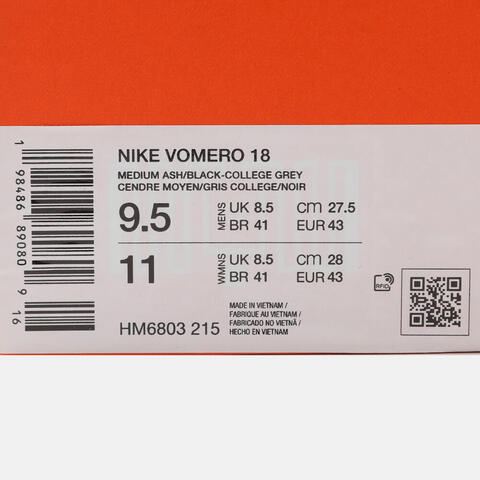 NIKE VOMERO 18
MEDIUM ASH/BLACK-COLLEGE GREY
CENDRE MOYEN/GRIS COLLEGE/NOIR
9.5 MENS UK 8.5 CM 27.5
BR 41 EUR 43
11 WMNS UK 8.5 CM 28
BR 41 EUR 43
RFID
MADE IN VIETNAM /
FABRIQUE AU VIETNAM /
FABRICADO NO VIETNÃ /
HECHO EN VIETNAM
HM6803 215
1 98486 89080 9 16